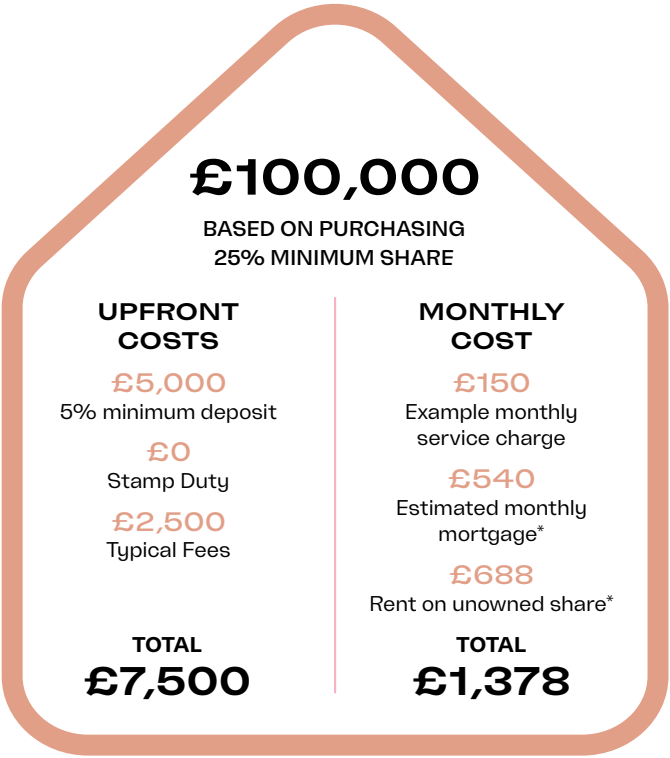 £100,000
BASED ON PURCHASING
25% MINIMUM SHARE
UPFRONT
COSTS
£5,000
5% minimum deposit
£0
Stamp Duty
£2,500
Typical Fees
TOTAL
£7,500
MONTHLY
COST
£150
Example monthly
service charge
£540
Estimated monthly
mortgage*
£688
Rent on unowned share*
TOTAL
£1,378